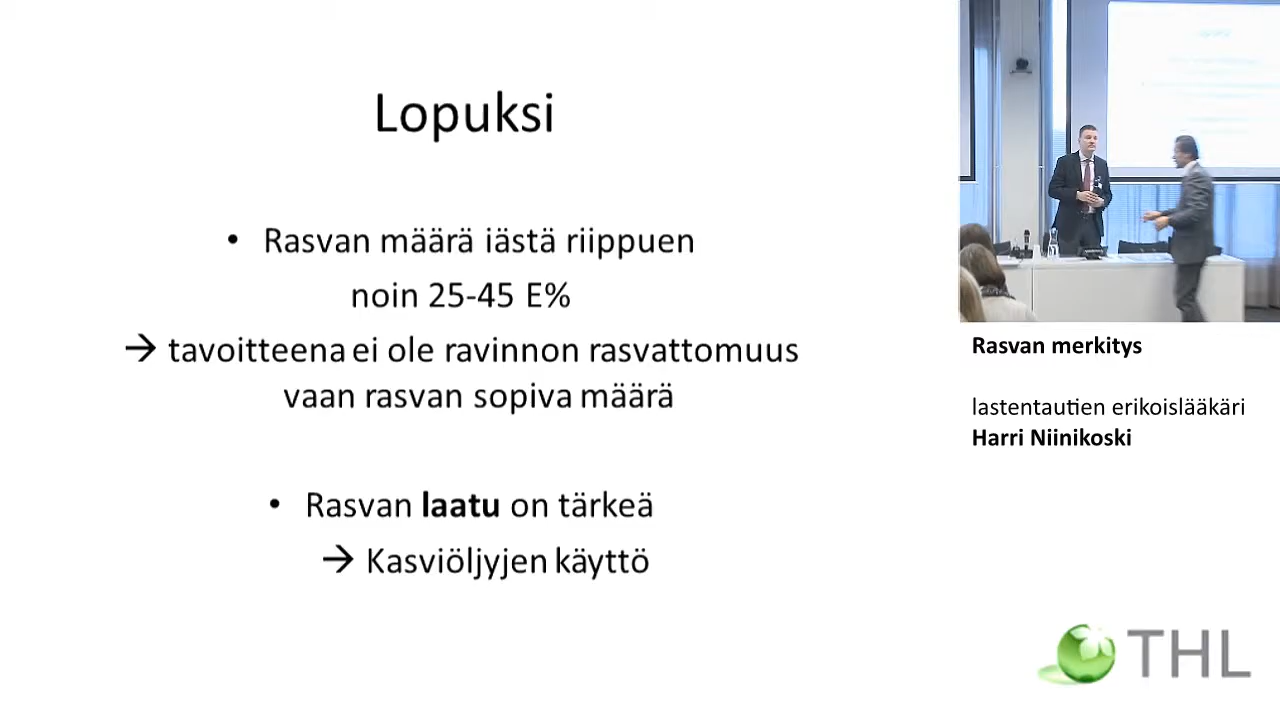 Lopuksi
• Rasvan määrä iästä riippuen
noin 25-45 E%
→ tavoitteena ei ole ravinnon rasvattomuus
vaan rasvan sopiva määrä
• Rasvan laatu on tärkeä
→ Kasviöljyjen käyttö
Rasvan merkitys
lastentautien erikoislääkäri
Harri Niinikoski
THL